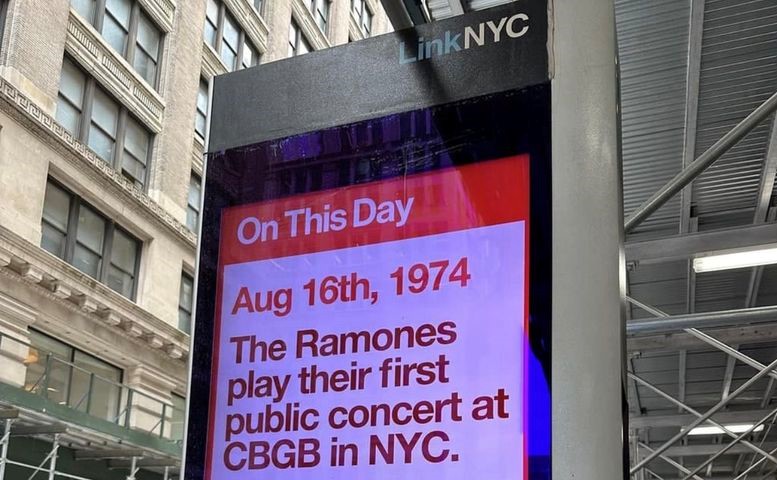 LinkNYC
On This Day
Aug 16th, 1974
The Ramones
play their first
public concert at
CBGB in NYC.